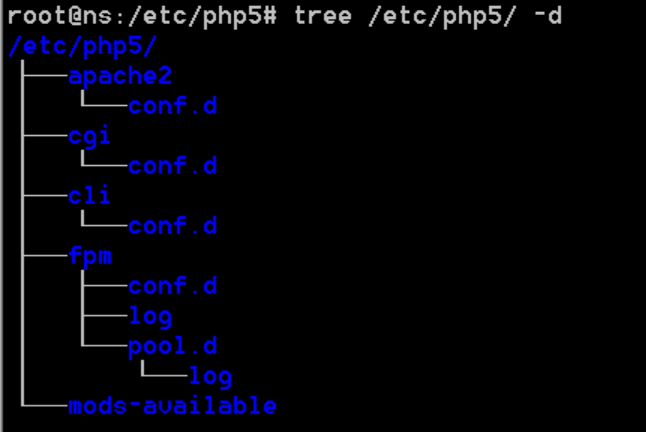 root@ns:/etc/php5# tree /etc/php5/ -d
/etc/php5/
├───apache2
│   └───conf.d
├───cgi
│   └───conf.d
├───cli
│   └───conf.d
├───fpm
│   ├───conf.d
│   ├───log
│   └───pool.d
│       └───log
└───mods-available